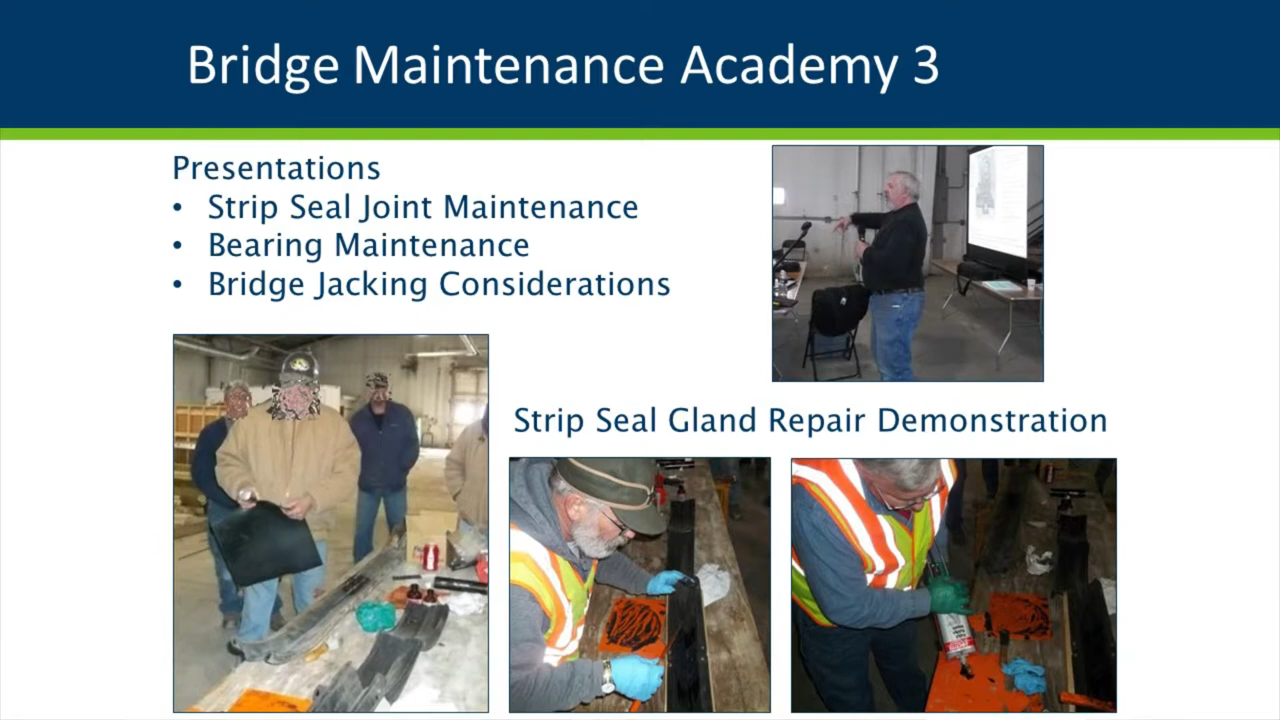 Bridge Maintenance Academy 3
Presentations
• Strip Seal Joint Maintenance
• Bearing Maintenance
• Bridge Jacking Considerations
Strip Seal Gland Repair Demonstration